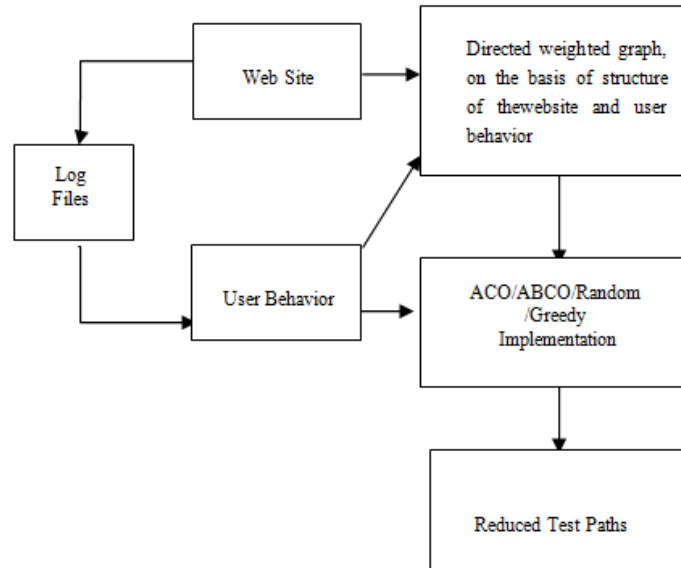 Web Site
Directed weighted graph,
on the basis of structure
of thewebsite and user
behavior
Log
Files
User Behavior
ACO/ABCO/Random
/Greedy
Implementation
Reduced Test Paths